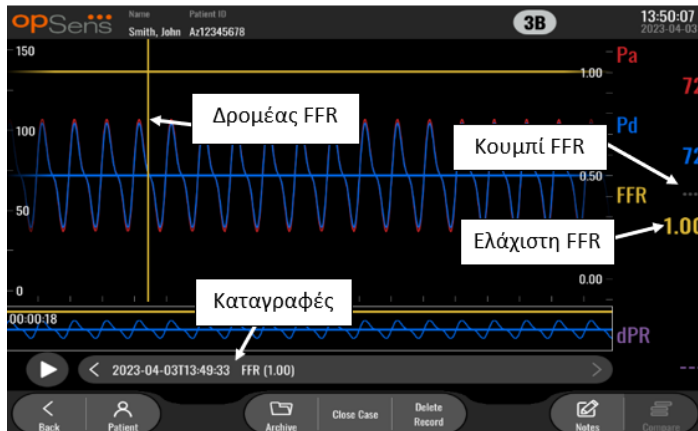 opSens
Name Patient ID
Smith, John Az12345678
3B
13:50:07
2023-04-03
150
100
50
0
1.00
0.50
0.00
Pa
72
Pd
72
FFR
---
1.00
dPR
---
Δρομέας FFR
Κουμπί FFR
Ελάχιστη FFR
Καταγραφές
00:00:18
2023-04-03T13:49:33 FFR (1.00)
Back
Patient
Archive
Close Case
Delete
Record
Notes
Compare